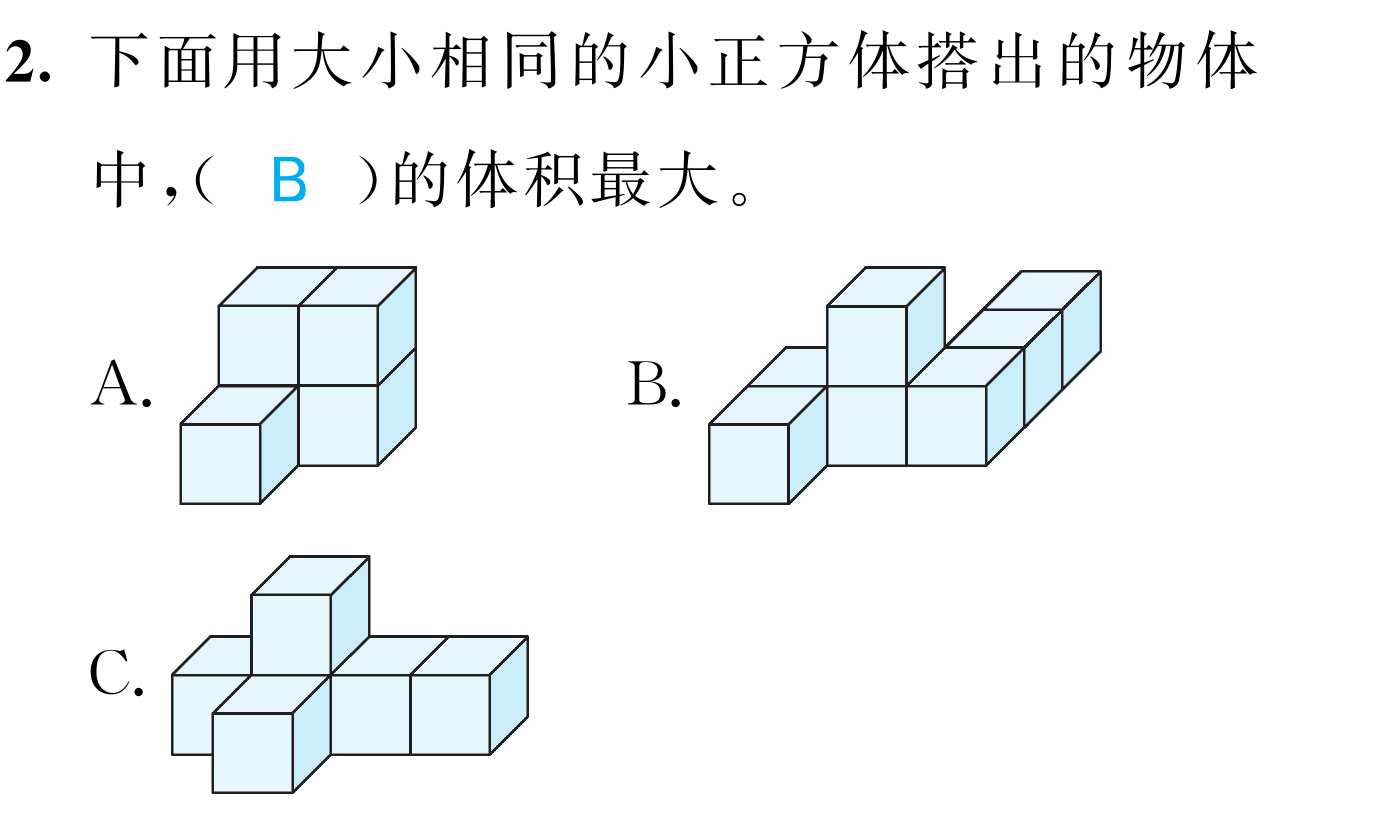 2. 下面用大小相同的小正方体搭出的物体
中,( B )的体积最大。
A.
B.
C.